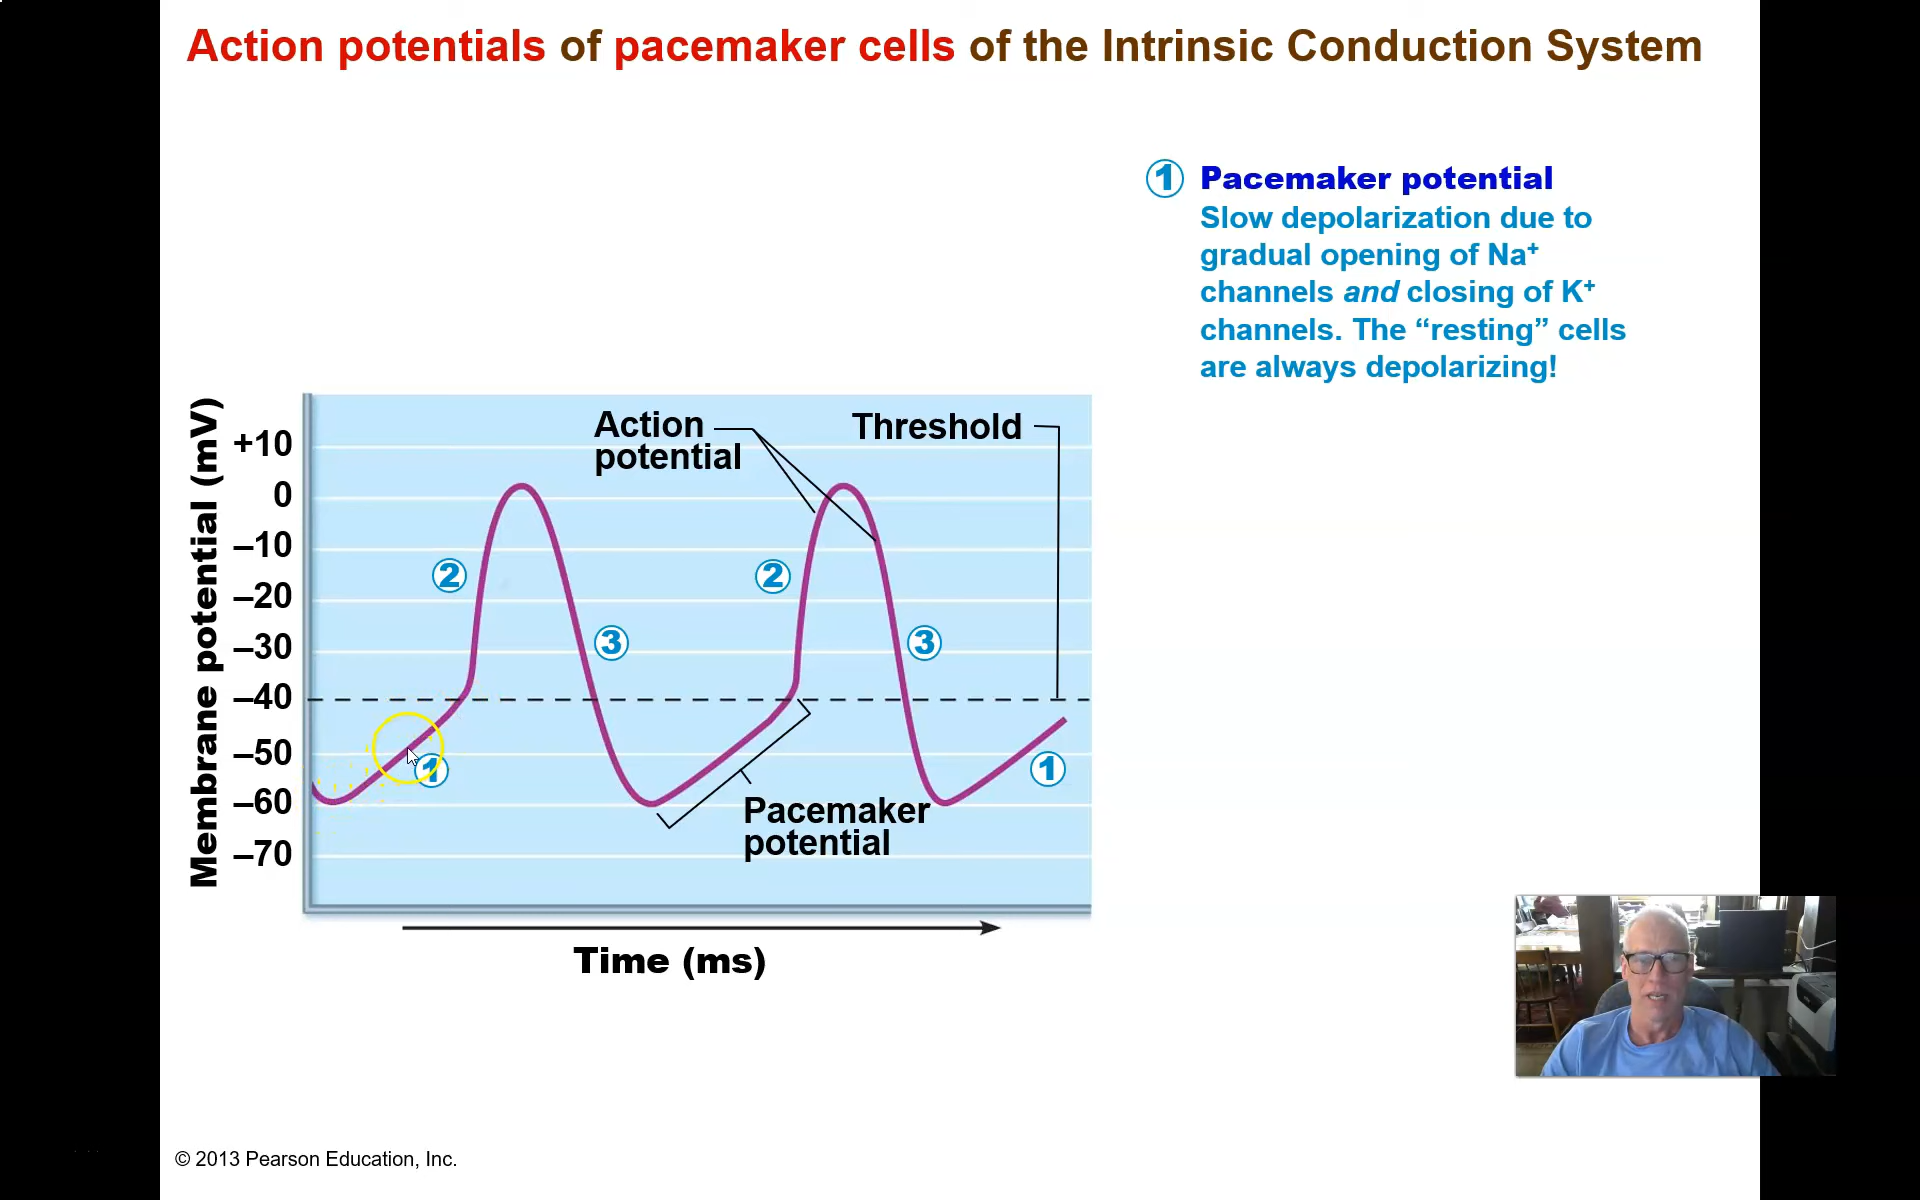 Action potentials of pacemaker cells of the Intrinsic Conduction System
1 Pacemaker potential
Slow depolarization due to
gradual opening of Na⁺
channels and closing of K⁺
channels. The “resting” cells
are always depolarizing!
Membrane potential (mV)
+10
0
–10
–20
–30
–40
–50
–60
–70
Action
potential
Threshold
2
2
3
3
1
1
Pacemaker
potential
Time (ms)
© 2013 Pearson Education, Inc.